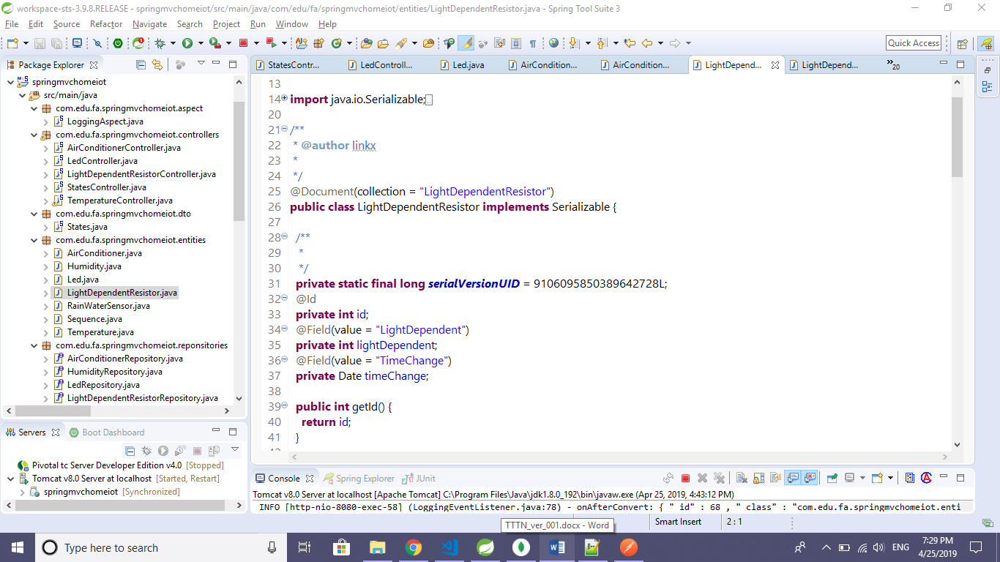 workspace-sts-3.9.8.RELEASE - springmvchomeiot/src/main/java/com/edu/fa/springmvchomeiot/entities/LightDependentResistor.java - Spring Tool Suite 3
File Edit Source Refactor Navigate Search Project Run Window Help
Quick Access
Package Explorer
springmvchomeiot
src/main/java
com.edu.fa.springmvchomeiot.aspect
LoggingAspect.java
com.edu.fa.springmvchomeiot.controllers
AirConditionerController.java
LedController.java
LightDependentResistorController.java
StatesController.java
TemperatureController.java
com.edu.fa.springmvchomeiot.dto
States.java
com.edu.fa.springmvchomeiot.entities
AirConditioner.java
Humidity.java
Led.java
LightDependentResistor.java
RainWaterSensor.java
Sequence.java
Temperature.java
com.edu.fa.springmvchomeiot.reponsitories
AirConditionerRepository.java
HumidityRepository.java
LedRepository.java
LightDependentResistorRepository.java
StatesContr... LedControll... Led.java AirCondition... AirCondition... LightDepend... LightDepend... »20
13
14 import java.io.Serializable;
20
21 /**
22 * @author linkx
23 *
24 */
25 @Document(collection = "LightDependentResistor")
26 public class LightDependentResistor implements Serializable {
27
28 /**
29 *
30 */
31 private static final long serialVersionUID = 9106095850389642728L;
32 @Id
33 private int id;
34 @Field(value = "LightDependent")
35 private int lightDependent;
36 @Field(value = "TimeChange")
37 private Date timeChange;
38
39 public int getId() {
40 return id;
41 }
Servers Boot Dashboard
Pivotal tc Server Developer Edition v4.0 [Stopped]
Tomcat v8.0 Server at localhost [Started, Restart]
springmvchomeiot [Synchronized]
Console Spring Explorer JUnit
Tomcat v8.0 Server at localhost [Apache Tomcat] C:\Program Files\Java\jdk1.8.0_192\bin\javaw.exe (Apr 25, 2019, 4:43:12 PM)
INFO [http-nio-8080-exec-58] (LoggingEventListener.java:78) - onAfterConvert: { "_id" : 68 , "_class" : "com.edu.fa.springmvchomeiot.enti
TTTN_ver_001.docx - Word
Smart Insert 2 : 1
Type here to search
ENG
7:29 PM
4/25/2019